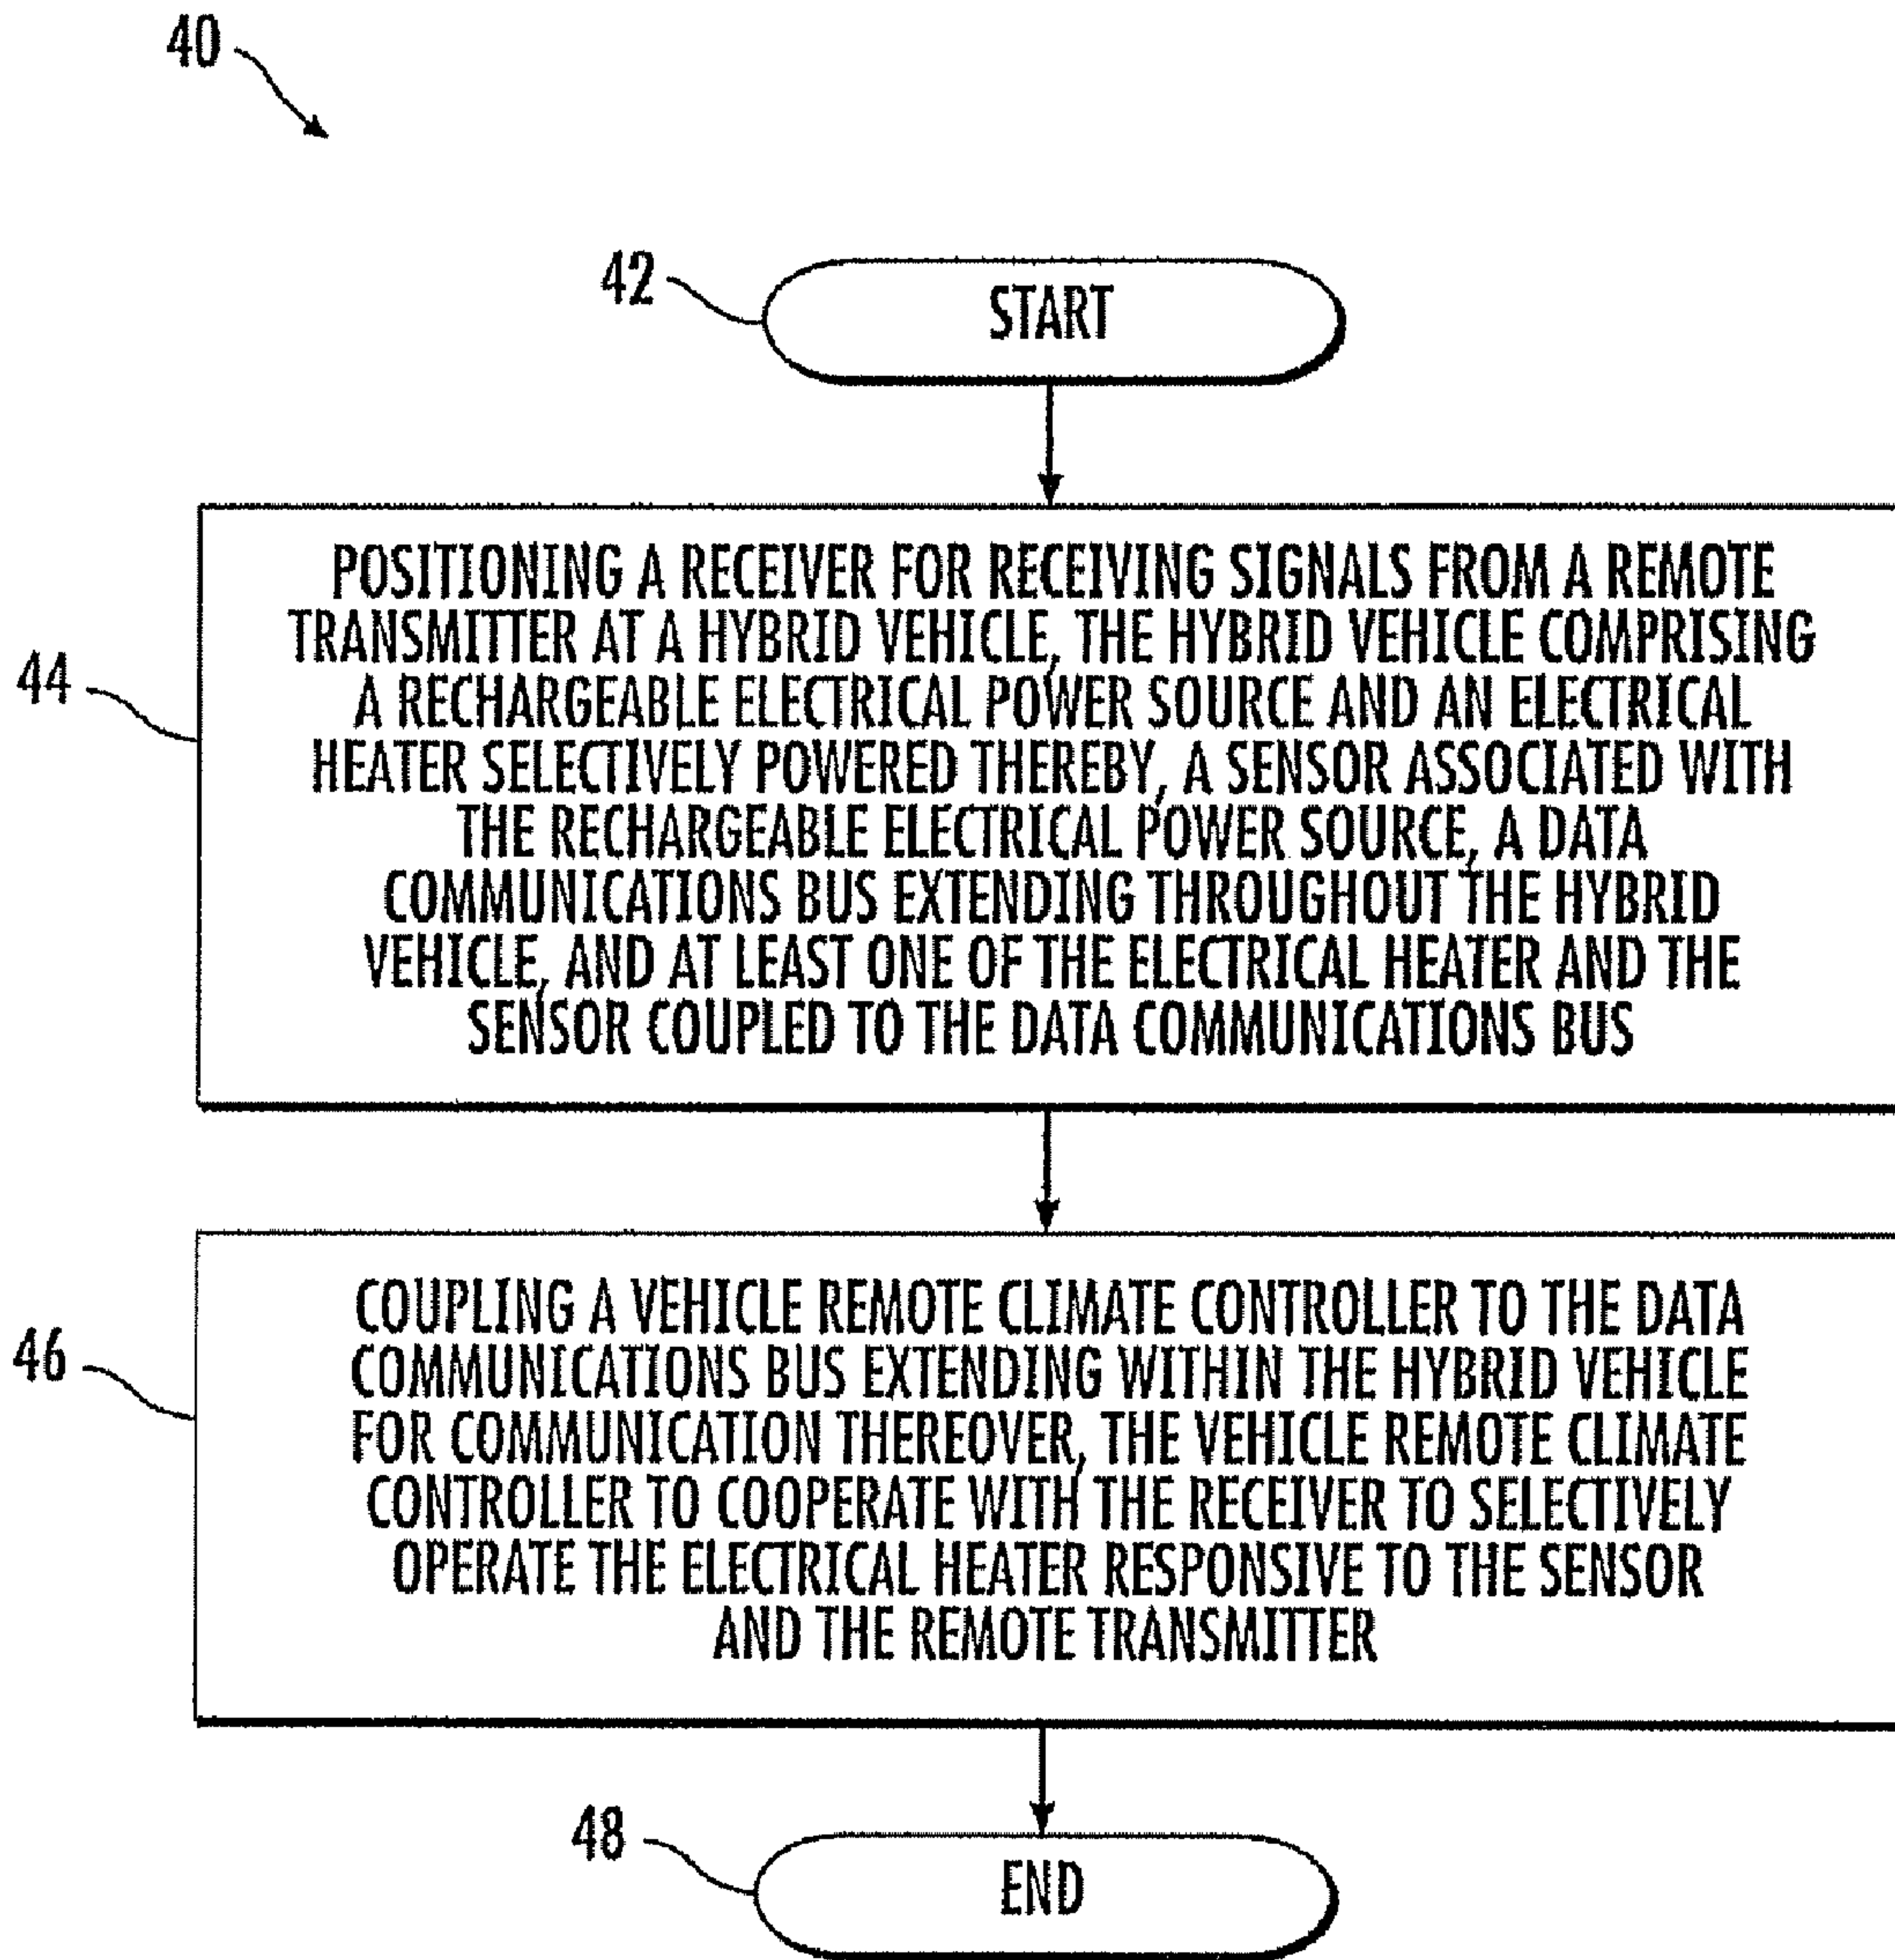 40
42
START
44
POSITIONING A RECEIVER FOR RECEIVING SIGNALS FROM A REMOTE
TRANSMITTER AT A HYBRID VEHICLE, THE HYBRID VEHICLE COMPRISING
A RECHARGEABLE ELECTRICAL POWER SOURCE AND AN ELECTRICAL
HEATER SELECTIVELY POWERED THEREBY, A SENSOR ASSOCIATED WITH
THE RECHARGEABLE ELECTRICAL POWER SOURCE, A DATA
COMMUNICATIONS BUS EXTENDING THROUGHOUT THE HYBRID
VEHICLE, AND AT LEAST ONE OF THE ELECTRICAL HEATER AND THE
SENSOR COUPLED TO THE DATA COMMUNICATIONS BUS
46
COUPLING A VEHICLE REMOTE CLIMATE CONTROLLER TO THE DATA
COMMUNICATIONS BUS EXTENDING WITHIN THE HYBRID VEHICLE
FOR COMMUNICATION THEREOVER, THE VEHICLE REMOTE CLIMATE
CONTROLLER TO COOPERATE WITH THE RECEIVER TO SELECTIVELY
OPERATE THE ELECTRICAL HEATER RESPONSIVE TO THE SENSOR
AND THE REMOTE TRANSMITTER
48
END